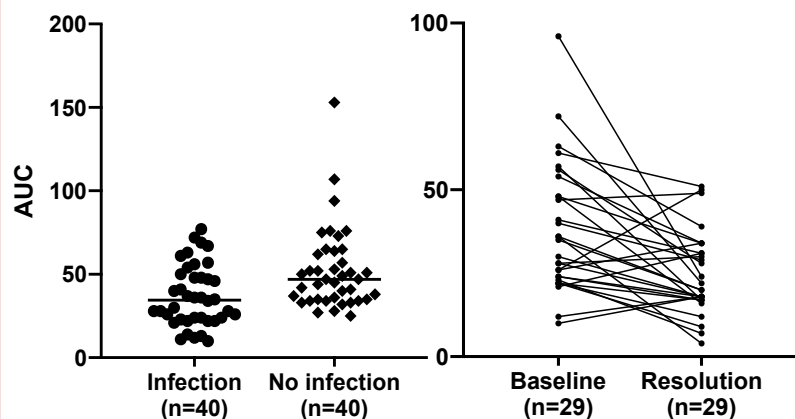 200
150
100
50
0
AUC
Infection
(n=40)
No infection
(n=40)
100
50
0
Baseline
(n=29)
Resolution
(n=29)